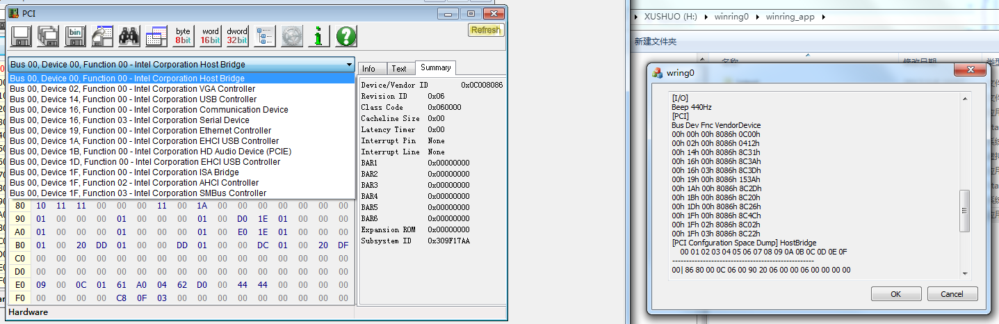 PCI
bin byte 8bit word 16bit dword 32bit
Refresh
Bus 00, Device 00, Function 00 - Intel Corporation Host Bridge
Bus 00, Device 00, Function 00 - Intel Corporation Host Bridge
Bus 00, Device 02, Function 00 - Intel Corporation VGA Controller
Bus 00, Device 14, Function 00 - Intel Corporation USB Controller
Bus 00, Device 16, Function 00 - Intel Corporation Communication Device
Bus 00, Device 16, Function 03 - Intel Corporation Serial Device
Bus 00, Device 19, Function 00 - Intel Corporation Ethernet Controller
Bus 00, Device 1A, Function 00 - Intel Corporation EHCI USB Controller
Bus 00, Device 1B, Function 00 - Intel Corporation HD Audio Device (PCIE)
Bus 00, Device 1D, Function 00 - Intel Corporation EHCI USB Controller
Bus 00, Device 1F, Function 00 - Intel Corporation ISA Bridge
Bus 00, Device 1F, Function 02 - Intel Corporation AHCI Controller
Bus 00, Device 1F, Function 03 - Intel Corporation SMBus Controller
80 10 11 11 00 00 00 11 00 1A 00 00 00 00 00 00 00
90 01 00 00 00 01 00 00 00 01 00 D0 1E 01 00 00 00
A0 01 00 00 00 01 00 00 00 01 00 E0 1E 01 00 00 00
B0 01 00 20 DD 01 00 00 DD 01 00 00 DC 01 00 20 DF
C0 00 00 00 00 00 00 00 00 00 00 00 00 00 00 00 00
D0 00 00 00 00 00 00 00 00 00 00 00 00 00 00 00 00
E0 09 00 0C 01 61 A0 04 62 D0 00 44 44 00 00 00 00
F0 00 00 00 00 C8 0F 03 00 00 00 00 00 00 00 00 00
Hardware
Info Text Summary
Device/Vendor ID 0x0C008086
Revision ID 0x06
Class Code 0x060000
Cacheline Size 0x00
Latency Timer 0x00
Interrupt Pin None
Interrupt Line None
BAR1 0x00000000
BAR2 0x00000000
BAR3 0x00000000
BAR4 0x00000000
BAR5 0x00000000
BAR6 0x00000000
Expansion ROM 0x00000000
Subsystem ID 0x309F17AA
XUSHUO (H:) winring0 winring_app
新建文件夹
名称 修改日期
wring0
[I/O]
Beep 440Hz
[PCI]
Bus Dev Fnc VendorDevice
00h 00h 00h 8086h 0C00h
00h 02h 00h 8086h 0412h
00h 14h 00h 8086h 8C31h
00h 16h 00h 8086h 8C3Ah
00h 16h 03h 8086h 8C3Dh
00h 19h 00h 8086h 153Ah
00h 1Ah 00h 8086h 8C2Dh
00h 1Bh 00h 8086h 8C20h
00h 1Dh 00h 8086h 8C26h
00h 1Fh 00h 8086h 8C4Ch
00h 1Fh 02h 8086h 8C02h
00h 1Fh 03h 8086h 8C22h
[PCI Confguration Space Dump] HostBridge
00 01 02 03 04 05 06 07 08 09 0A 0B 0C 0D 0E 0F
---------------------------------------------------
00| 86 80 00 0C 06 00 90 20 06 00 00 06 00 00 00 00
OK Cancel